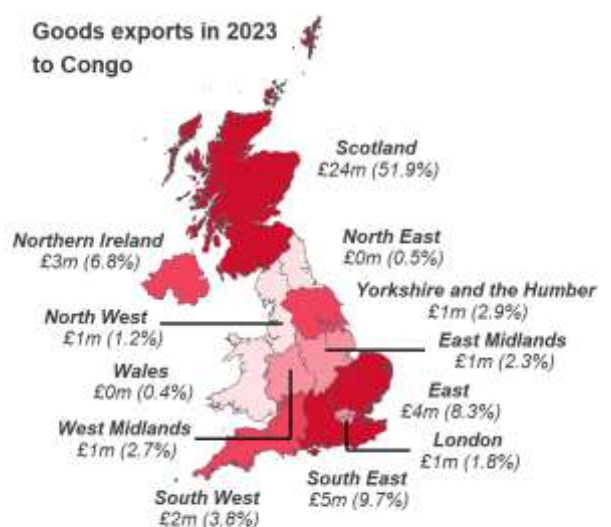 Goods exports in 2023
to Congo
Scotland
£24m (51.9%)
Northern Ireland
£3m (6.8%)
North East
£0m (0.5%)
Yorkshire and the Humber
£1m (2.9%)
North West
£1m (1.2%)
East Midlands
£1m (2.3%)
Wales
£0m (0.4%)
East
£4m (8.3%)
West Midlands
£1m (2.7%)
London
£1m (1.8%)
South West
£2m (3.8%)
South East
£5m (9.7%)